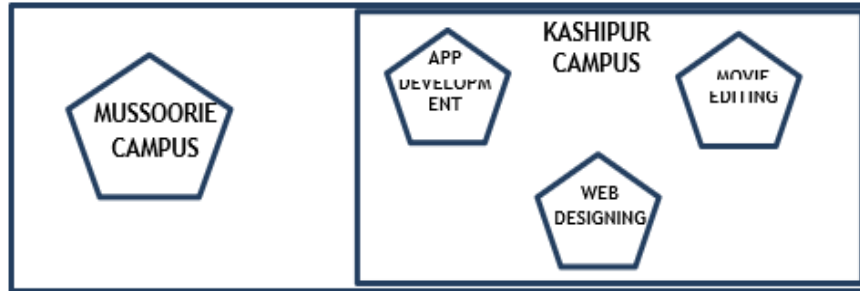 MUSSOORIE
CAMPUS
KASHIPUR
CAMPUS
APP
DEVELOPM
ENT
MOVIE
EDITING
WEB
DESIGNING